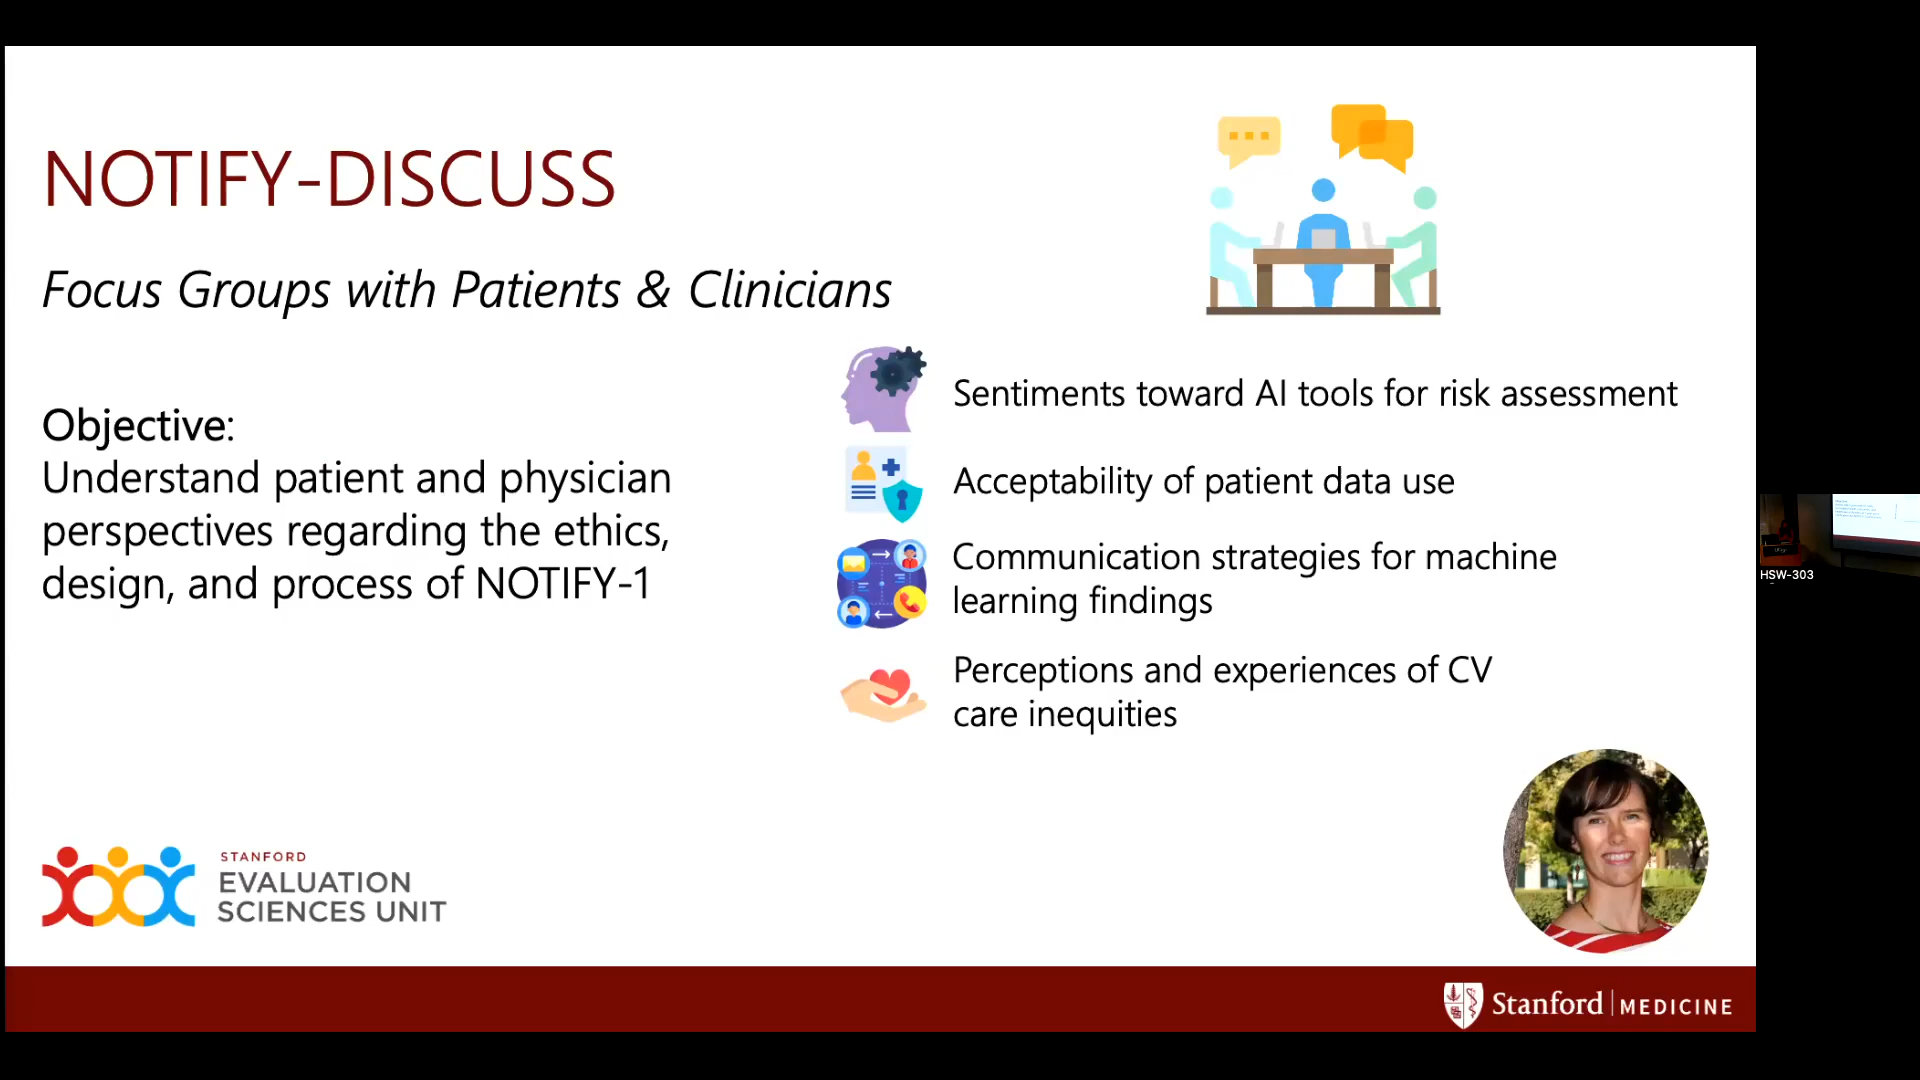 NOTIFY-DISCUSS
Focus Groups with Patients & Clinicians
Objective:
Understand patient and physician
perspectives regarding the ethics,
design, and process of NOTIFY-1
Sentiments toward AI tools for risk assessment
Acceptability of patient data use
Communication strategies for machine
learning findings
Perceptions and experiences of CV
care inequities
STANFORD
EVALUATION
SCIENCES UNIT
Stanford MEDICINE
HSW-303